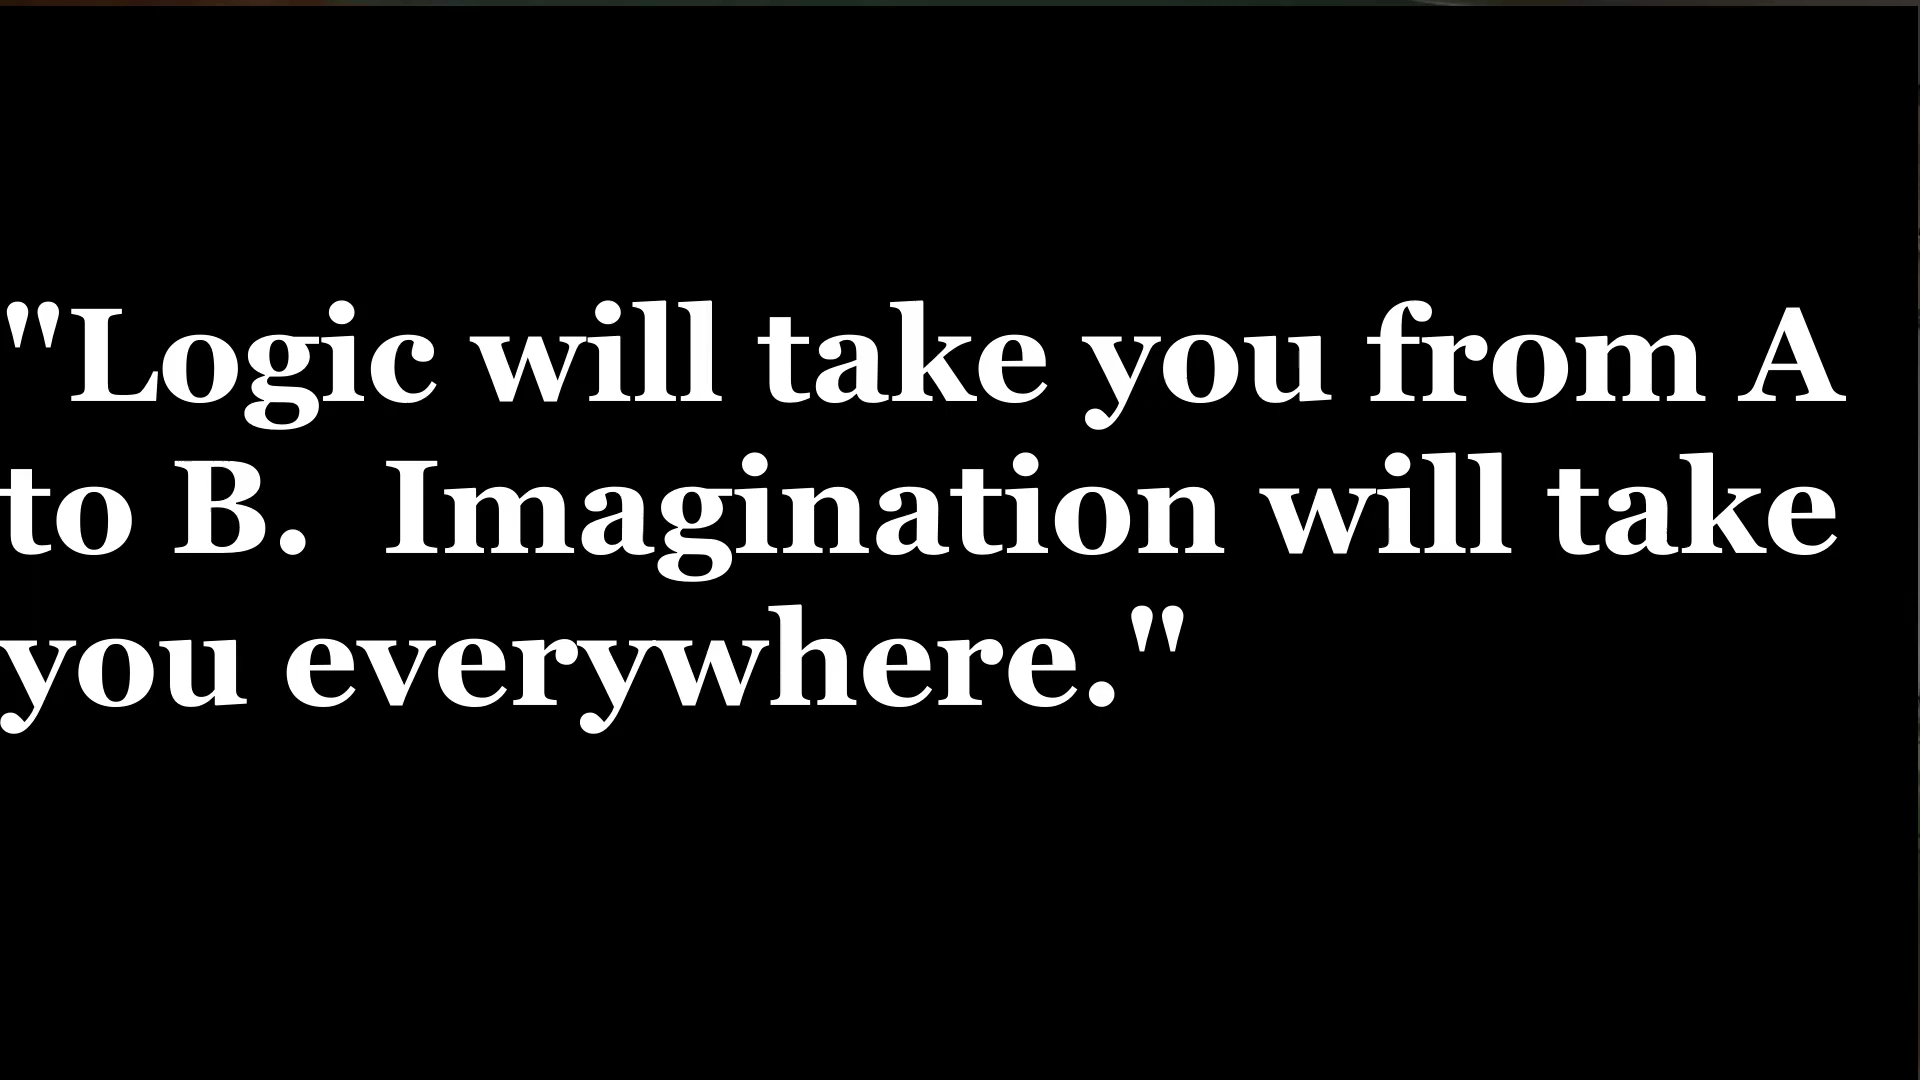 "Logic will take you from A
to B.  Imagination will take
you everywhere."